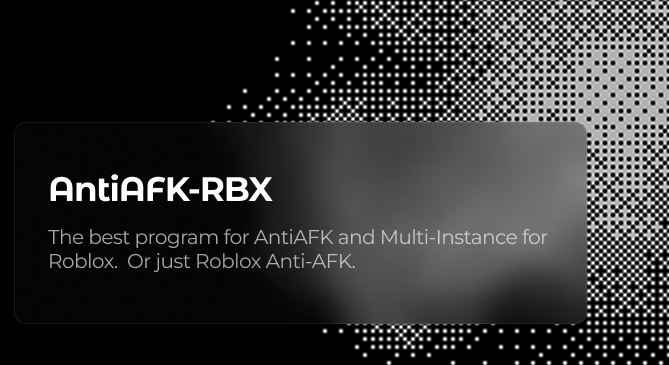 AntiAFK-RBX
The best program for AntiAFK and Multi-Instance for
Roblox.  Or just Roblox Anti-AFK.